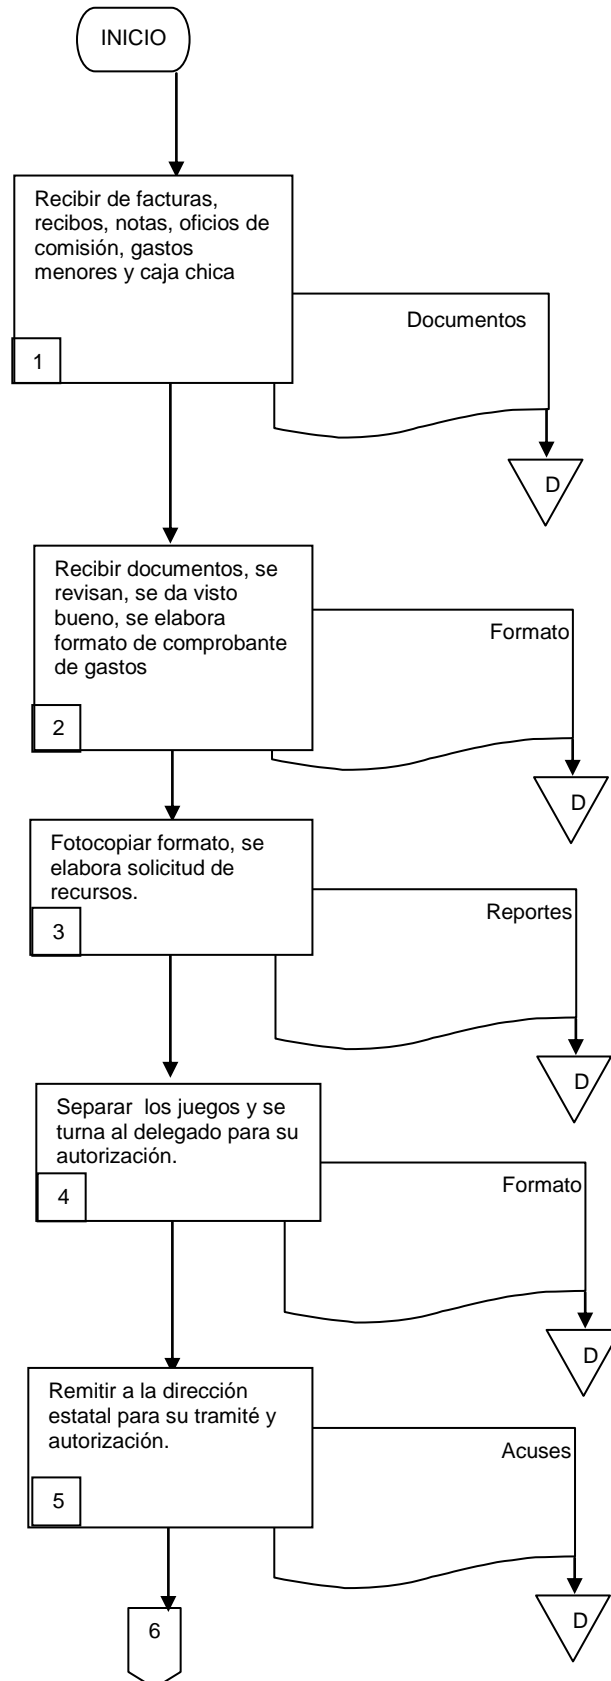 INICIO
Recibir de facturas,
recibos, notas, oficios de
comisión, gastos
menores y caja chica
Documentos
1
D
Recibir documentos, se
revisan, se da visto
bueno, se elabora
formato de comprobante
de gastos
Formato
2
D
Fotocopiar formato, se
elabora solicitud de
recursos.
Reportes
3
D
Separar  los juegos y se
turna al delegado para su
autorización.
Formato
4
D
Remitir a la dirección
estatal para su tramité y
autorización.
Acuses
5
D
6